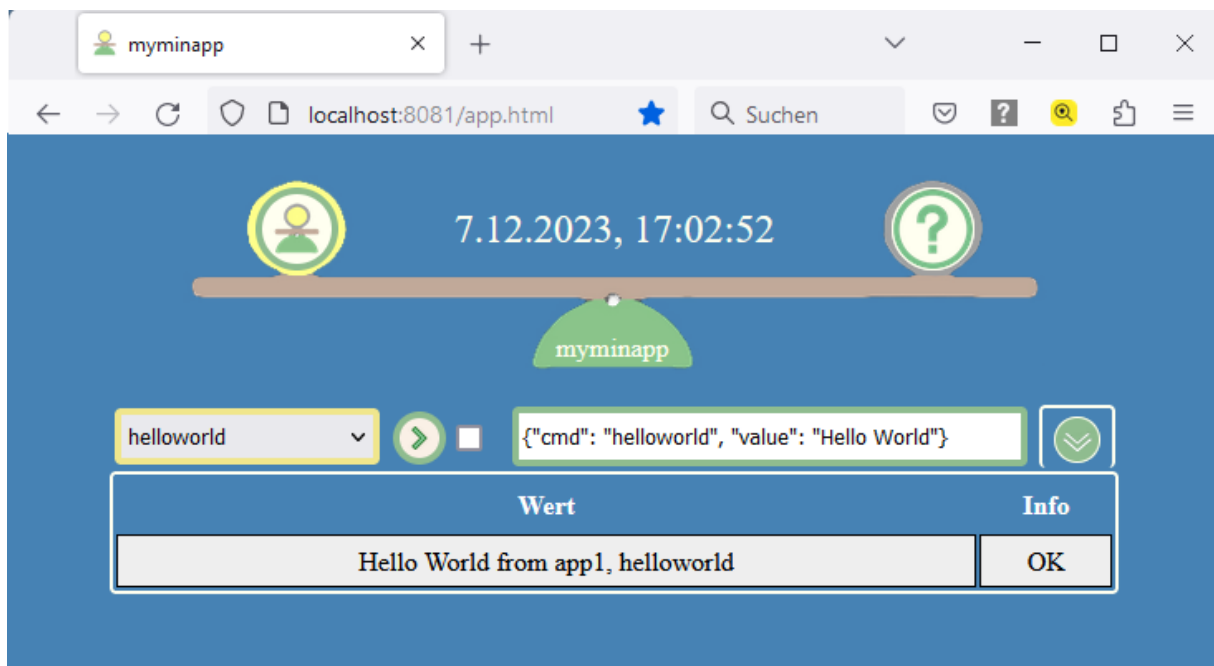 myminapp
localhost:8081/app.html
Suchen
7.12.2023, 17:02:52
myminapp
helloworld
{"cmd": "helloworld", "value": "Hello World"}
Wert Info
Hello World from app1, helloworld OK